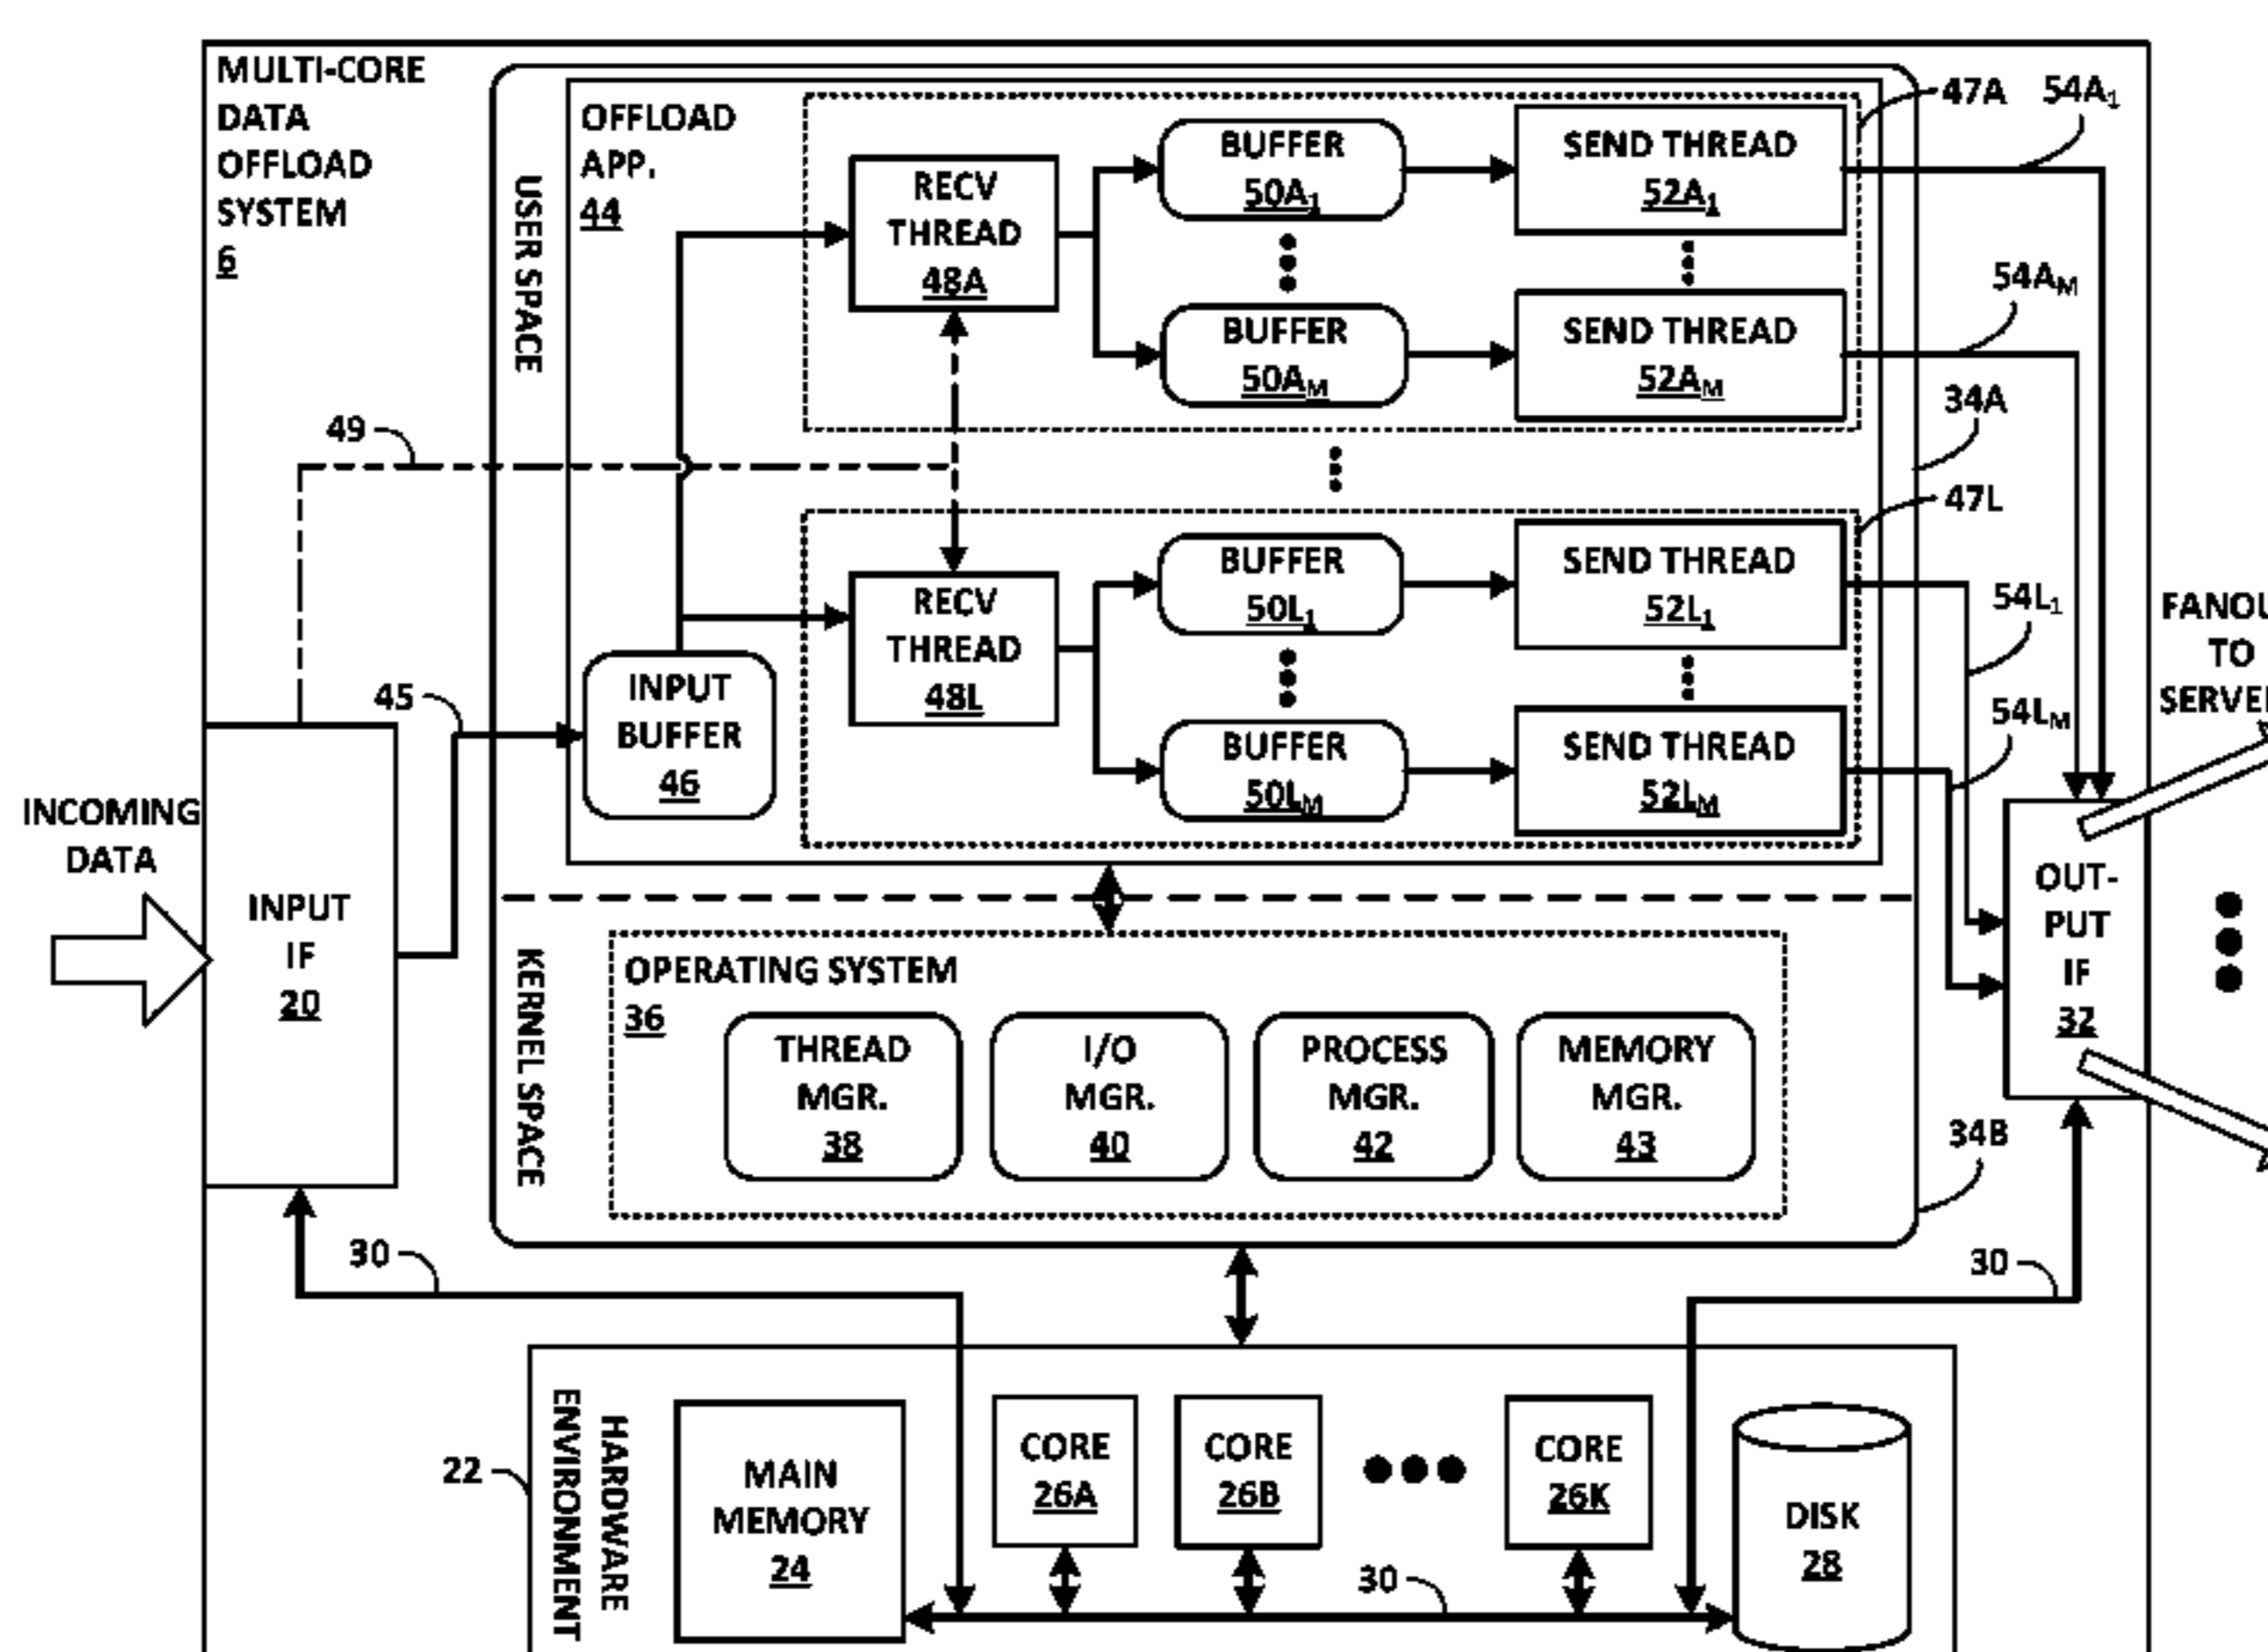 MULTI-CORE
DATA
OFFLOAD
SYSTEM
6
USER SPACE
OFFLOAD
APP.
44
RECV
THREAD
48A
BUFFER
50A₁
SEND THREAD
52A₁
BUFFER
50Aₘ
SEND THREAD
52Aₘ
47A
54A₁
54Aₘ
34A
49
47L
RECV
THREAD
48L
BUFFER
50L₁
SEND THREAD
52L₁
BUFFER
50Lₘ
SEND THREAD
52Lₘ
54L₁
54Lₘ
FANOU
TO
SERVE
45
INPUT
BUFFER
46
INCOMING
DATA
INPUT
IF
20
OUT-
PUT
IF
32
KERNEL SPACE
OPERATING SYSTEM
36
THREAD
MGR.
38
I/O
MGR.
40
PROCESS
MGR.
42
MEMORY
MGR.
43
34B
30
30
22
HARDWARE
ENVIRONMENT
MAIN
MEMORY
24
CORE
26A
CORE
26B
CORE
26K
30
DISK
28